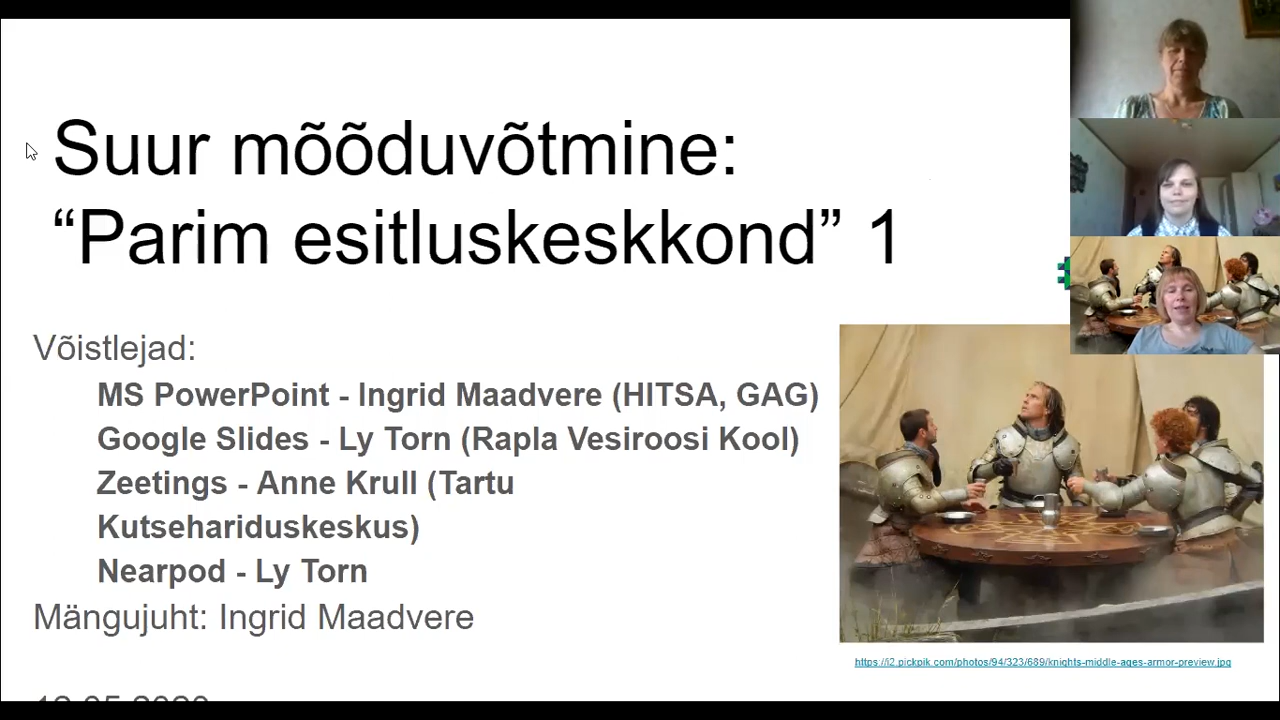 Suur mõõduvõtmine:
“Parim esitluskeskkond” 1
Võistlejad:
MS PowerPoint - Ingrid Maadvere (HITSA, GAG)
Google Slides - Ly Torn (Rapla Vesiroosi Kool)
Zeetings - Anne Krull (Tartu
Kutsehariduskeskus)
Nearpod - Ly Torn
Mängujuht: Ingrid Maadvere
https://i2.pickpik.com/photos/94/323/689/knights-middle-ages-armor-preview.jpg